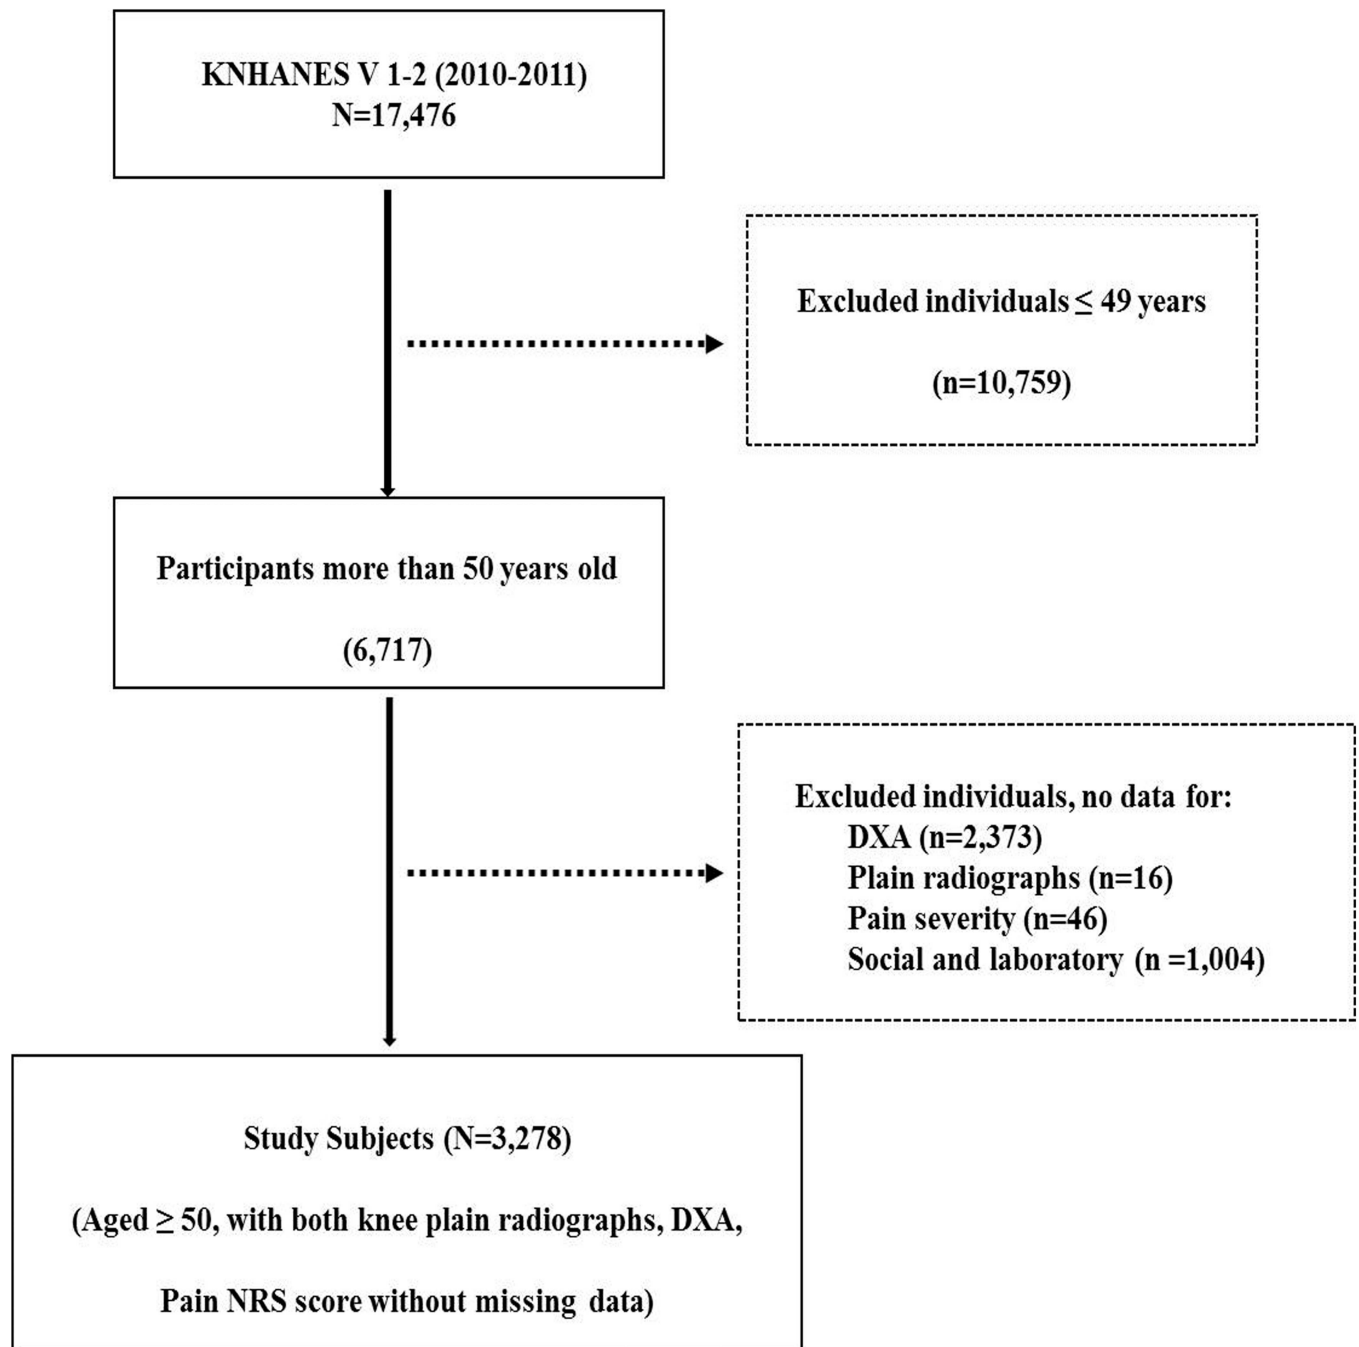 KNHANES V 1-2 (2010-2011)
N=17,476
Excluded individuals ≤ 49 years
(n=10,759)
Participants more than 50 years old
(6,717)
Excluded individuals, no data for:
DXA (n=2,373)
Plain radiographs (n=16)
Pain severity (n=46)
Social and laboratory (n =1,004)
Study Subjects (N=3,278)
(Aged ≥ 50, with both knee plain radiographs, DXA,
Pain NRS score without missing data)